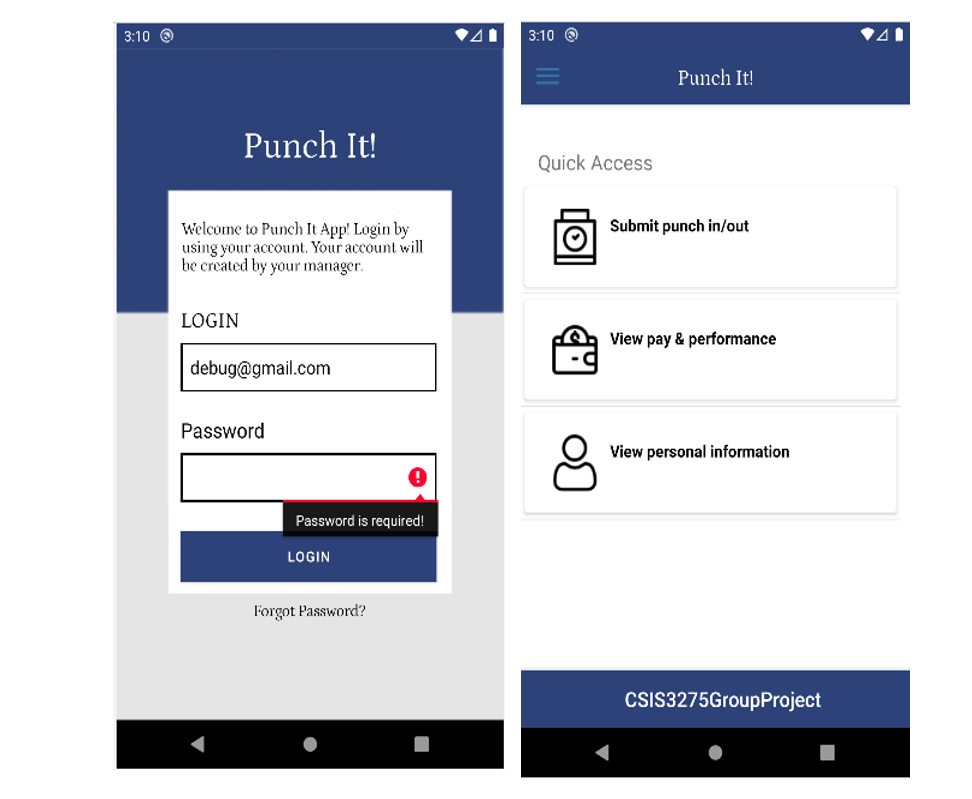 3:10
Punch It!
Welcome to Punch It App! Login by
using your account. Your account will
be created by your manager.
LOGIN
debug@gmail.com
Password
Password is required!
LOGIN
Forgot Password?
3:10
Punch It!
Quick Access
Submit punch in/out
View pay & performance
View personal information
CSIS3275GroupProject